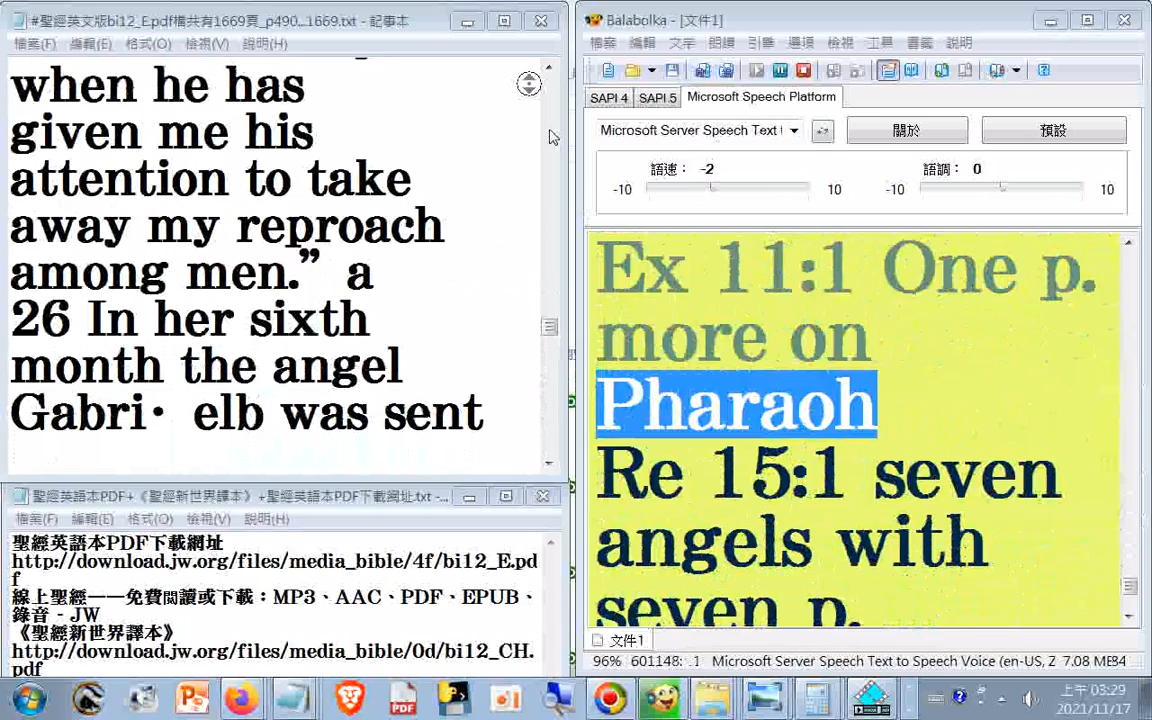 #聖經英文版bi12_E.pdf檔共有1669頁_p490...1669.txt - 記事本
檔案(F) 編輯(E) 格式(O) 檢視(V) 說明(H)
when he has
given me his
attention to take
away my reproach
among men.” a
26 In her sixth
month the angel
Gabri· elb was sent
聖經英語本PDF+《聖經新世界譯本》+聖經英語本PDF下載網址.txt -...
檔案(F) 編輯(E) 格式(O) 檢視(V) 說明(H)
聖經英語本PDF下載網址
http://download.jw.org/files/media_bible/4f/bi12_E.pd
f
線上聖經——免費閱讀或下載：MP3、AAC、PDF、EPUB、
錄音 - JW
《聖經新世界譯本》
http://download.jw.org/files/media_bible/0d/bi12_CH.
pdf
Balabolka - [文件1]
檔案 編輯 文字 朗讀 引擎 選項 檢視 工具 書籤 說明
SAPI 4 SAPI 5 Microsoft Speech Platform
Microsoft Server Speech Text 關於 預設
語速： -2 語調： 0
-10 10 -10 10
Ex 11:1 One p.
more on
Pharaoh
Re 15:1 seven
angels with
seven p.
文件1
96% 601148: Microsoft Server Speech Text to Speech Voice (en-US, Z 7.08 MB
上午 03:29
2021/11/17